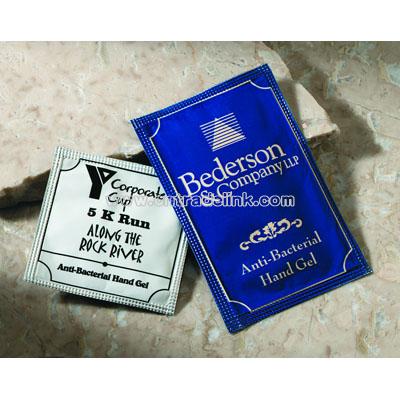 Corporate
Cup
5 K Run
ALONG THE
ROCK RIVER
Anti-Bacterial Hand Gel
Bederson
& Company LLP
Anti-Bacterial
Hand Gel